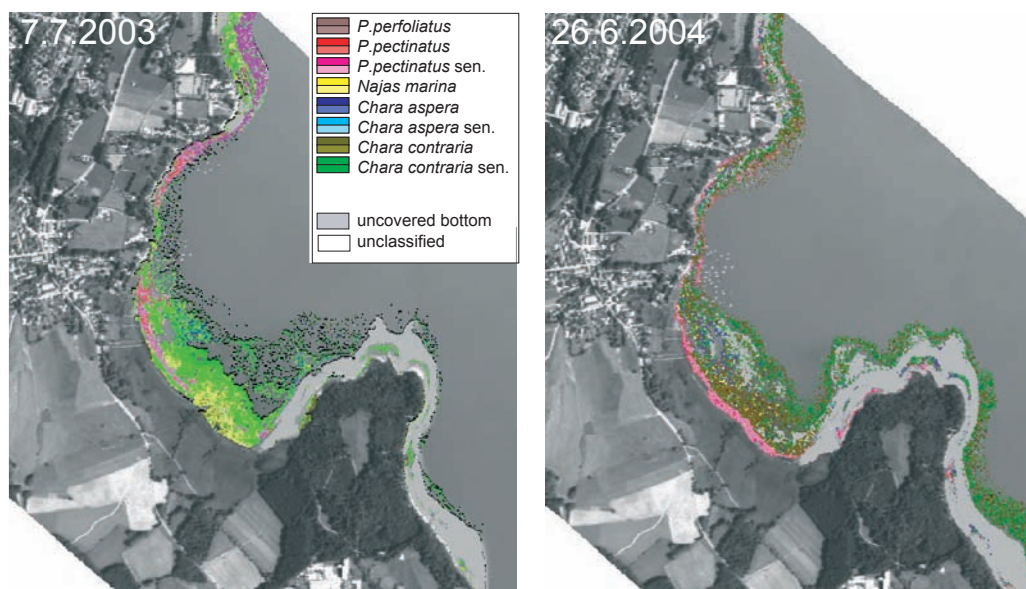 7.7.2003
P.perfoliatus
P.pectinatus
P.pectinatus sen.
Najas marina
Chara aspera
Chara aspera sen.
Chara contraria
Chara contraria sen.
uncovered bottom
unclassified
26.6.2004